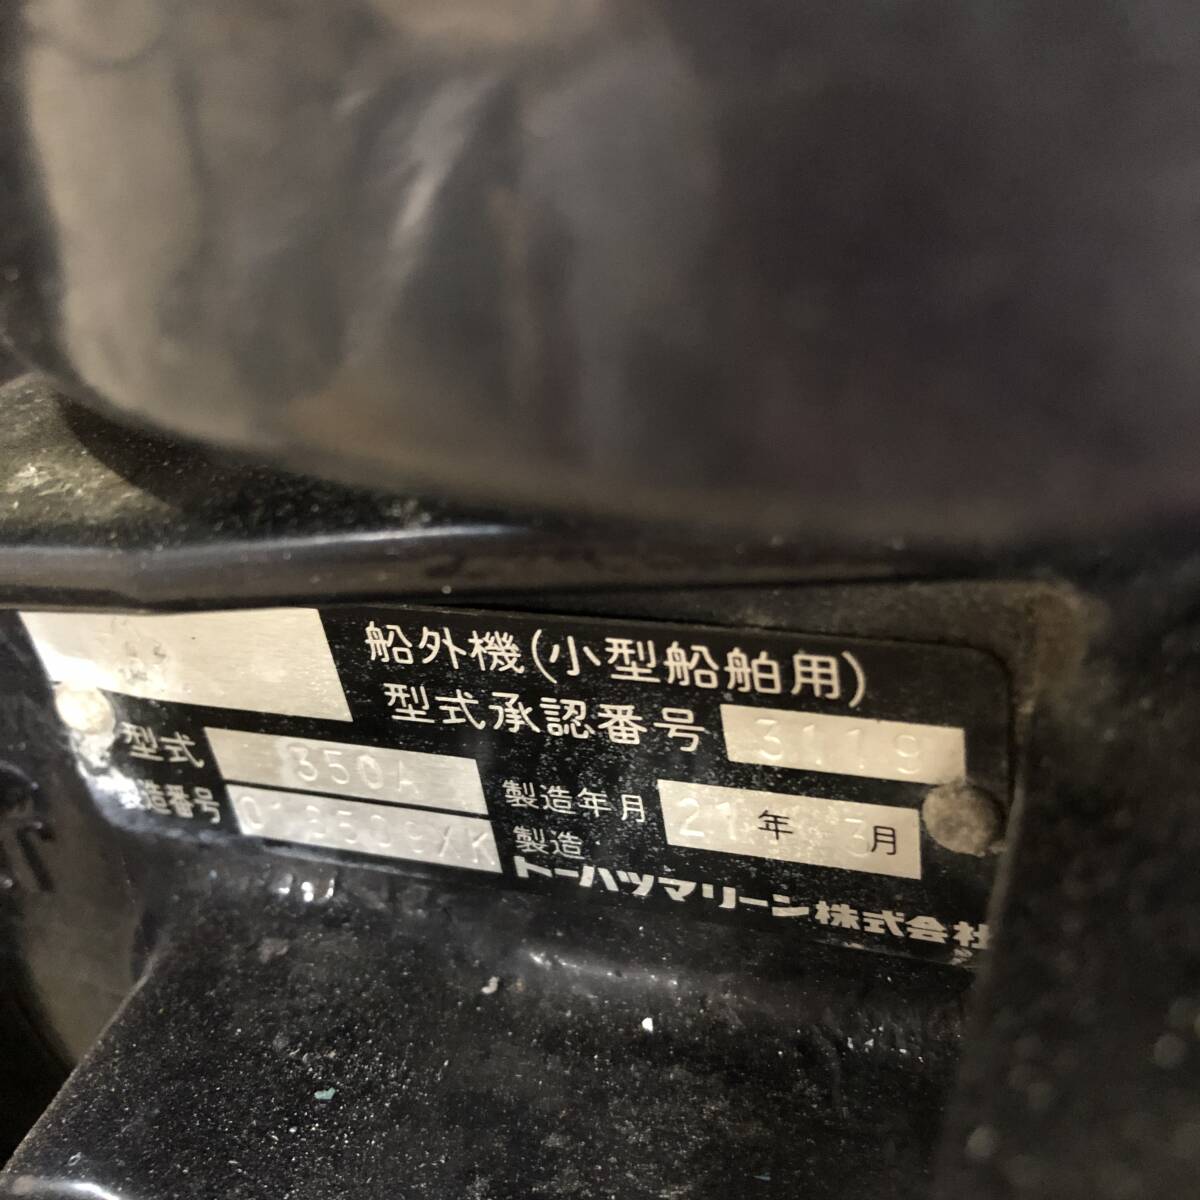 船外機(小型船舶用)
型式承認番号 3119
型式 350A
製造番号
製造年月 21年 3月
製造
トーハツマリーン株式会社